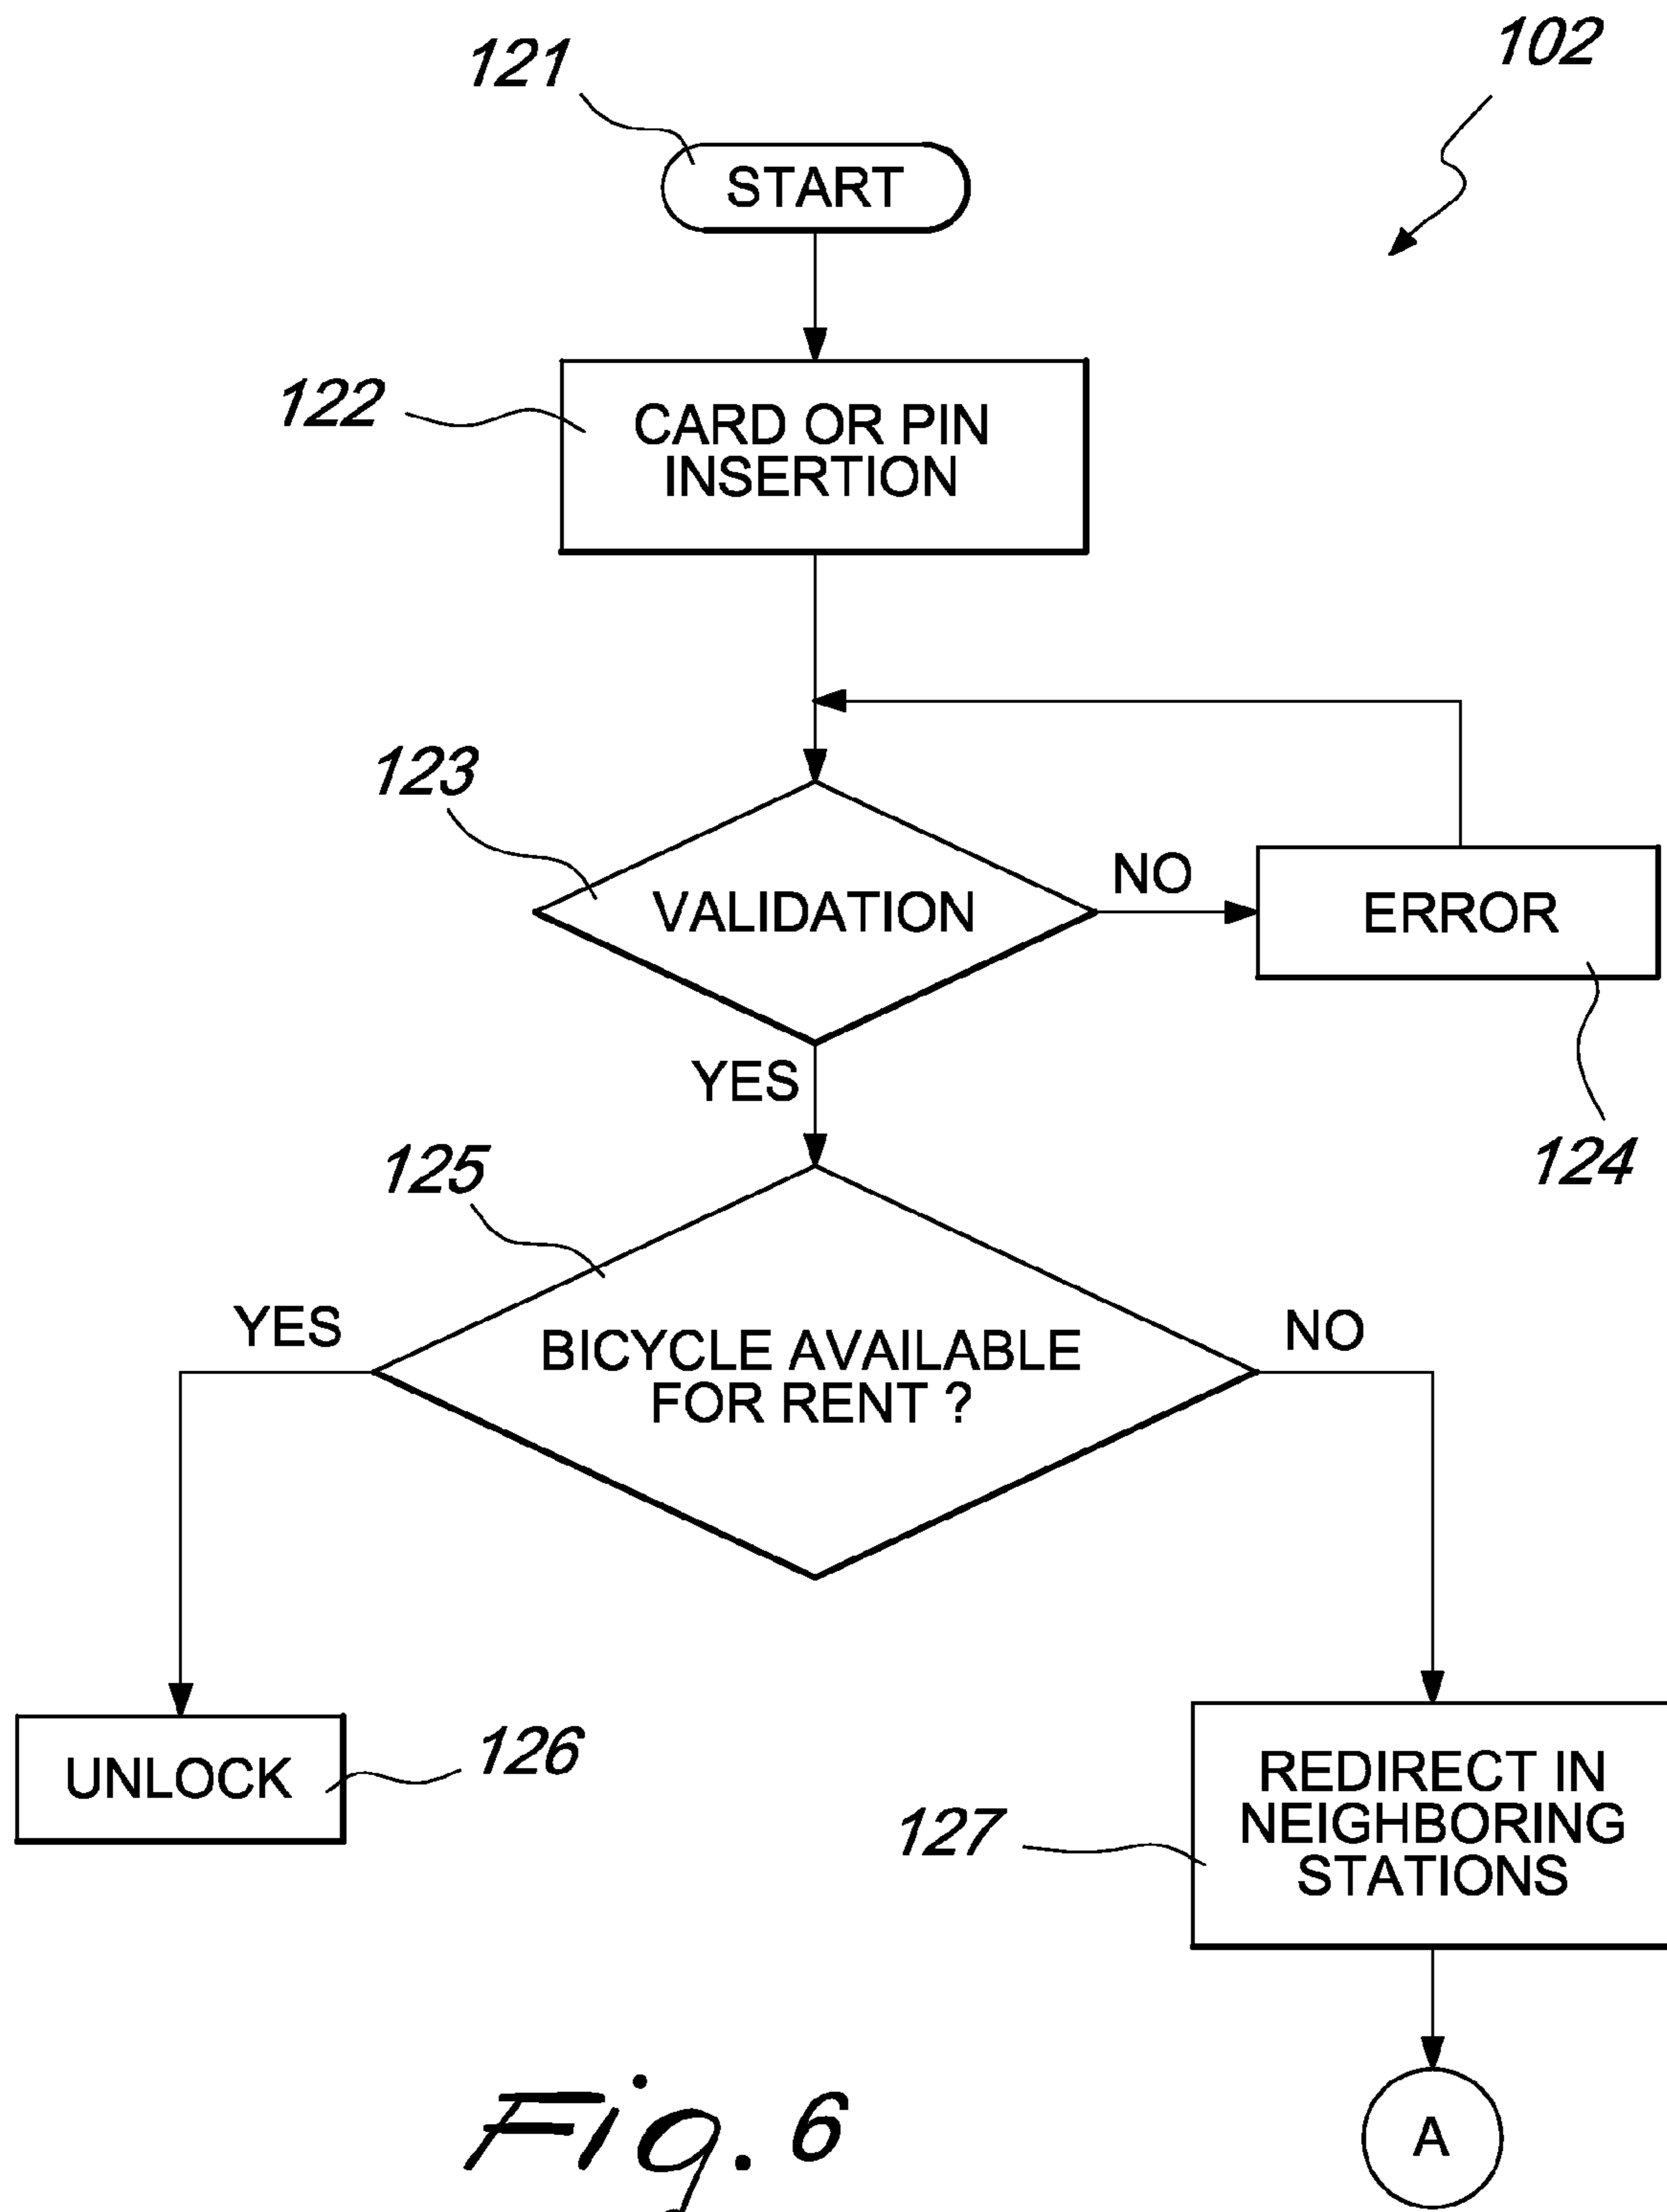 121
102
START
122
CARD OR PIN
INSERTION
123
VALIDATION
NO
ERROR
YES
124
125
YES
BICYCLE AVAILABLE
FOR RENT ?
NO
UNLOCK
126
127
REDIRECT IN
NEIGHBORING
STATIONS
A
Fig. 6